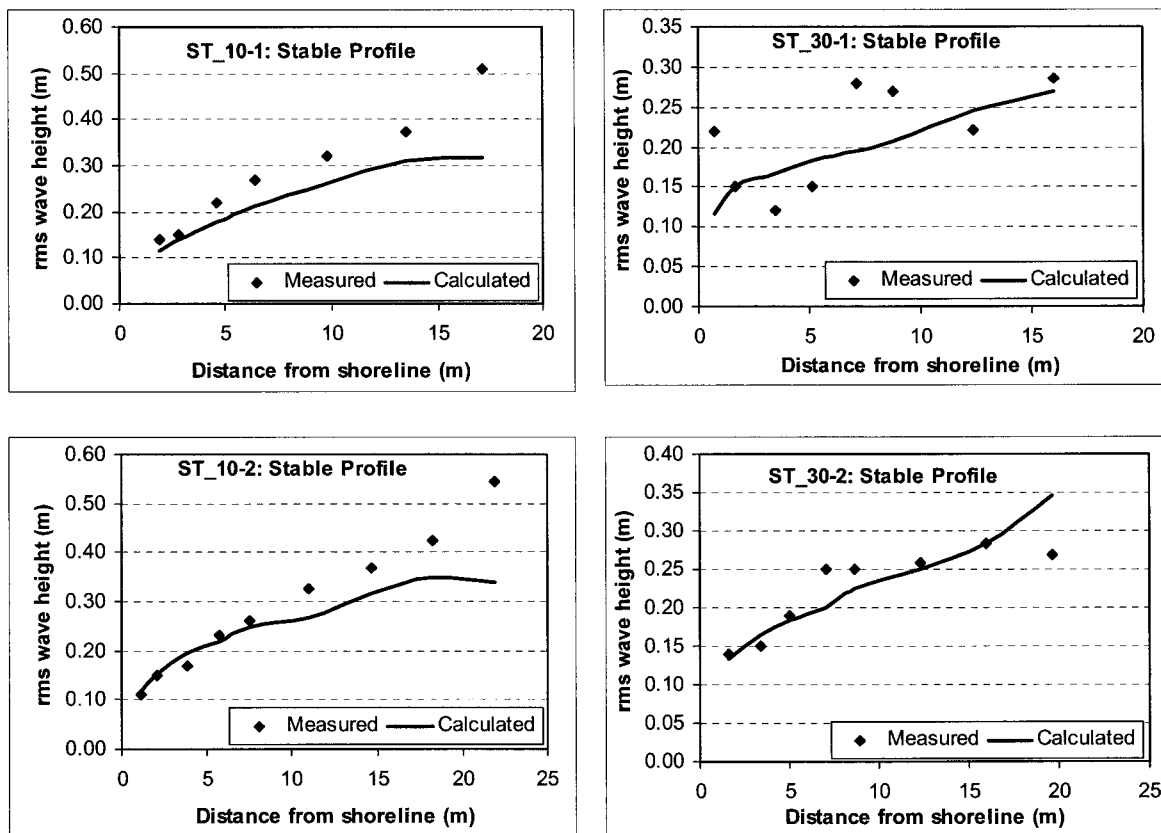 ST_10-1: Stable Profile
rms wave height (m)
0.60
0.50
0.40
0.30
0.20
0.10
0.00
Measured Calculated
0 5 10 15 20
Distance from shoreline (m)
ST_30-1: Stable Profile
rms wave height (m)
0.35
0.30
0.25
0.20
0.15
0.10
0.05
0.00
Measured Calculated
0 5 10 15 20
Distance from shoreline (m)
ST_10-2: Stable Profile
rms wave height (m)
0.60
0.50
0.40
0.30
0.20
0.10
0.00
Measured Calculated
0 5 10 15 20 25
Distance from shoreline (m)
ST_30-2: Stable Profile
rms wave height (m)
0.40
0.35
0.30
0.25
0.20
0.15
0.10
0.05
0.00
Measured Calculated
0 5 10 15 20 25
Distance from shoreline (m)